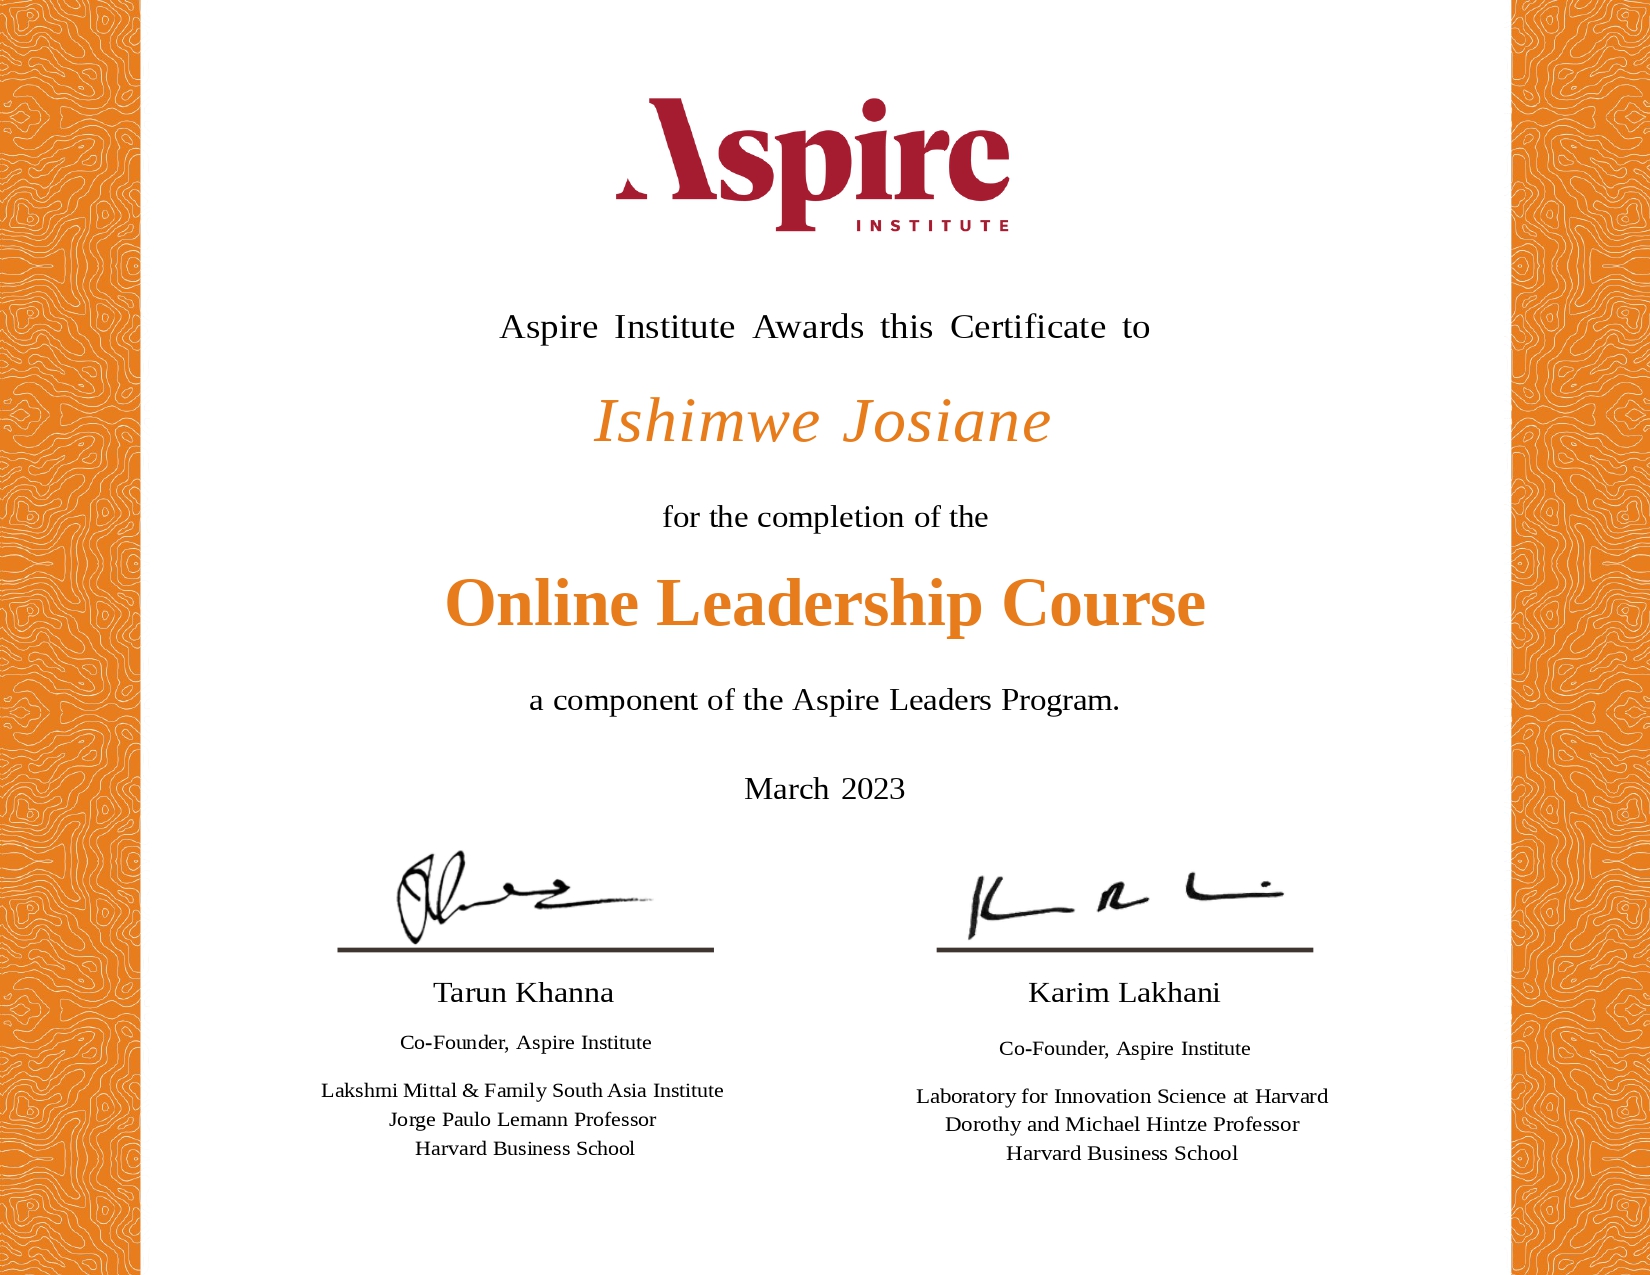 Aspire
INSTITUTE
Aspire Institute Awards this Certificate to
Ishimwe Josiane
for the completion of the
Online Leadership Course
a component of the Aspire Leaders Program.
March 2023
Tarun Khanna
Co-Founder, Aspire Institute
Lakshmi Mittal & Family South Asia Institute
Jorge Paulo Lemann Professor
Harvard Business School
Karim Lakhani
Co-Founder, Aspire Institute
Laboratory for Innovation Science at Harvard
Dorothy and Michael Hintze Professor
Harvard Business School